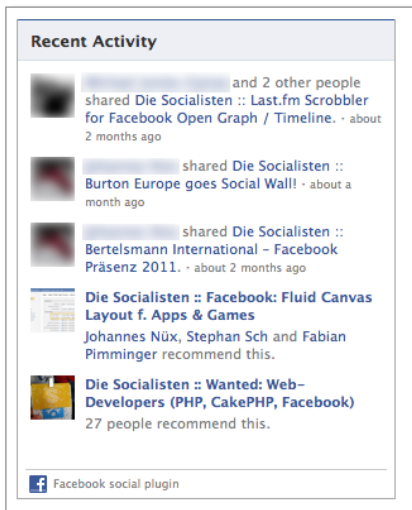 Recent Activity
and 2 other people
shared Die Socialisten :: Last.fm Scrobbler
for Facebook Open Graph / Timeline. · about
2 months ago
shared Die Socialisten ::
Burton Europe goes Social Wall! · about a
month ago
shared Die Socialisten ::
Bertelsmann International – Facebook
Präsenz 2011. · about 2 months ago
Die Socialisten :: Facebook: Fluid Canvas
Layout f. Apps & Games
Johannes Nüx, Stephan Sch and Fabian
Pimminger recommend this.
Die Socialisten :: Wanted: Web-
Developers (PHP, CakePHP, Facebook)
27 people recommend this.
f Facebook social plugin